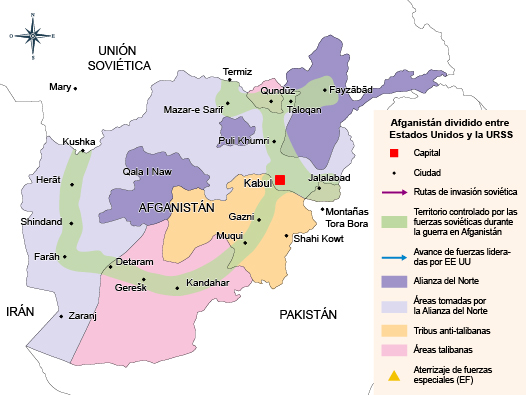 N
O
E
S
UNIÓN
SOVIÉTICA
Termiz
Mary
Qunduz
Fayzābād
Mazar-e Sarif
Taloqan
Puli Khumri
Kushka
Qala I Naw
Kabul
Jalalabad
Herāt
AFGANISTÁN
Montañas
Tora Bora
Gazni
Shindand
Muqui
Shahi Kowt
Farāh
Detaram
Gerešk
Kandahar
IRÁN
Zaranj
PAKISTÁN
Afganistán dividido entre
Estados Unidos y la URSS
Capital
Ciudad
Rutas de invasión soviética
Territorio controlado por las
fuerzas soviéticas durante
la guerra en Afganistán
Avance de fuerzas lidera-
das por EE UU
Alianza del Norte
Áreas tomadas por
la Alianza del Norte
Tribus anti-talibanas
Áreas talibanas
Aterrizaje de fuerzas
especiales (EF)